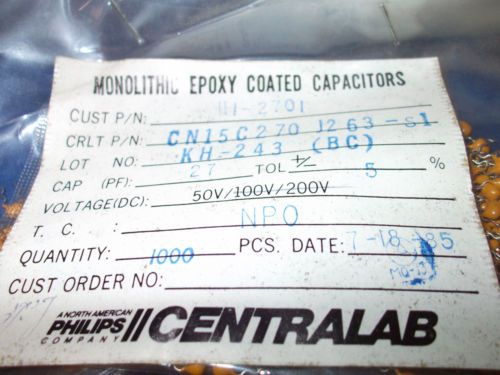 MONOLITHIC EPOXY COATED CAPACITORS
CUST P/N: 111-2701
CRLT P/N: CN15C270 J263-S1
LOT NO: KH-243 (BC)
CAP (PF): 27 TOL +/- 5 %
VOLTAGE(DC): 50V/100V/200V
T. C. : NPO
QUANTITY: 1000 PCS. DATE: 7-18-85
CUST ORDER NO:
A NORTH AMERICAN
PHILIPS
COMPANY
CENTRALAB